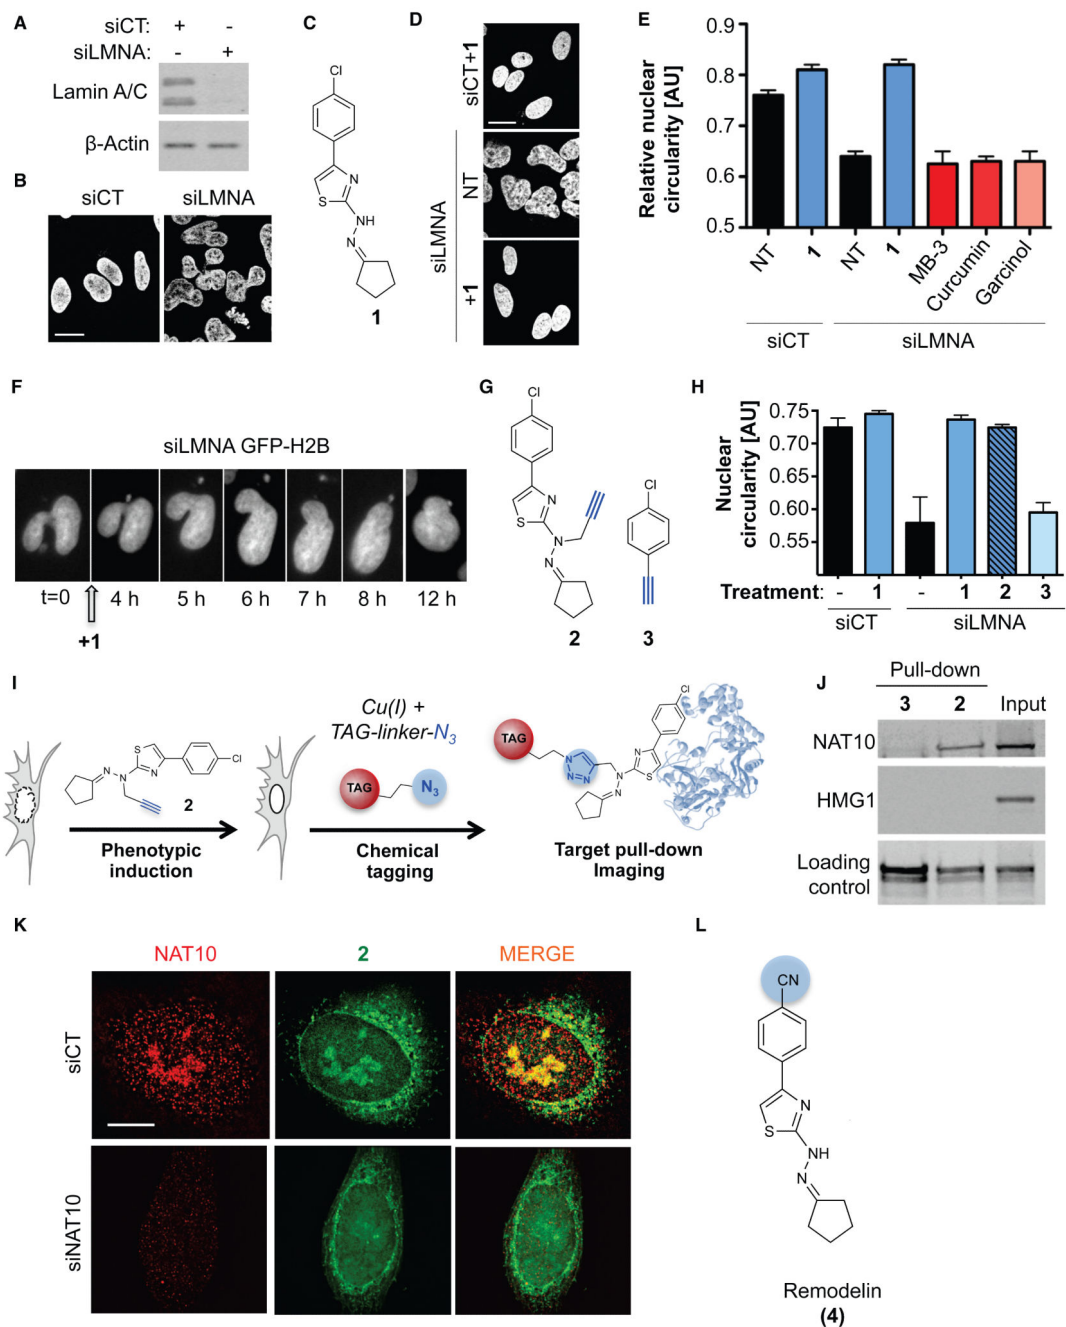 A
siCT: + -
siLMNA: - +
Lamin A/C
β-Actin
B
siCT siLMNA
C
Cl
N
S
NH
N
1
D
siCT+1
siLMNA
NT
+1
E
Relative nuclear
circularity [AU]
0.9
0.8
0.7
0.6
0.5
NT
1
NT
1
MB-3
Curcumin
Garcinol
siCT
siLMNA
F
siLMNA GFP-H2B
t=0 4 h 5 h 6 h 7 h 8 h 12 h
+1
G
Cl
N
S
N
N
2
Cl
3
H
Nuclear
circularity [AU]
0.75
0.70
0.65
0.60
0.55
Treatment: - 1 - 1 2 3
siCT siLMNA
I
S
N
N
N
Cl
2
Phenotypic
induction
Cu(I) +
TAG-linker-N3
TAG
N3
Chemical
tagging
TAG
N
N=N
N
N
N
S
Cl
Target pull-down
Imaging
J
Pull-down
3 2 Input
NAT10
HMG1
Loading
control
K
NAT10 2 MERGE
siCT
siNAT10
L
CN
N
S
NH
N
Remodelin
(4)